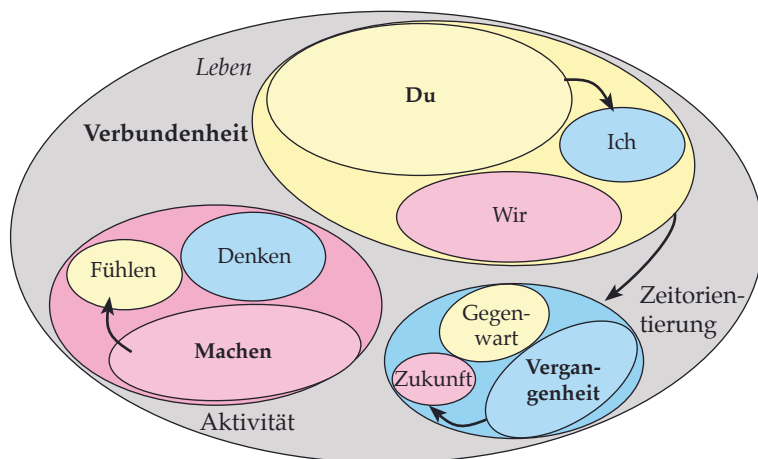 Leben
Du
Verbundenheit
Ich
Wir
Fühlen
Denken
Machen
Aktivität
Zeitorien-
tierung
Gegen-
wart
Zukunft
Vergan-
genheit